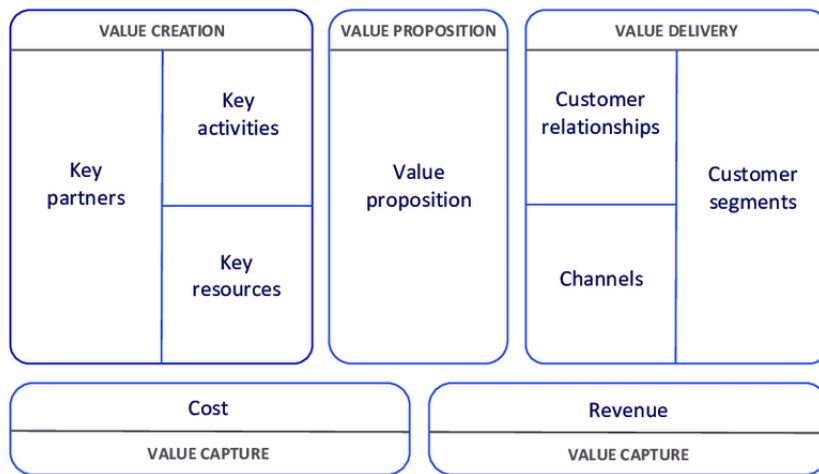 VALUE CREATION
Key
partners
Key
activities
Key
resources
VALUE PROPOSITION
Value
proposition
VALUE DELIVERY
Customer
relationships
Channels
Customer
segments
Cost
VALUE CAPTURE
Revenue
VALUE CAPTURE